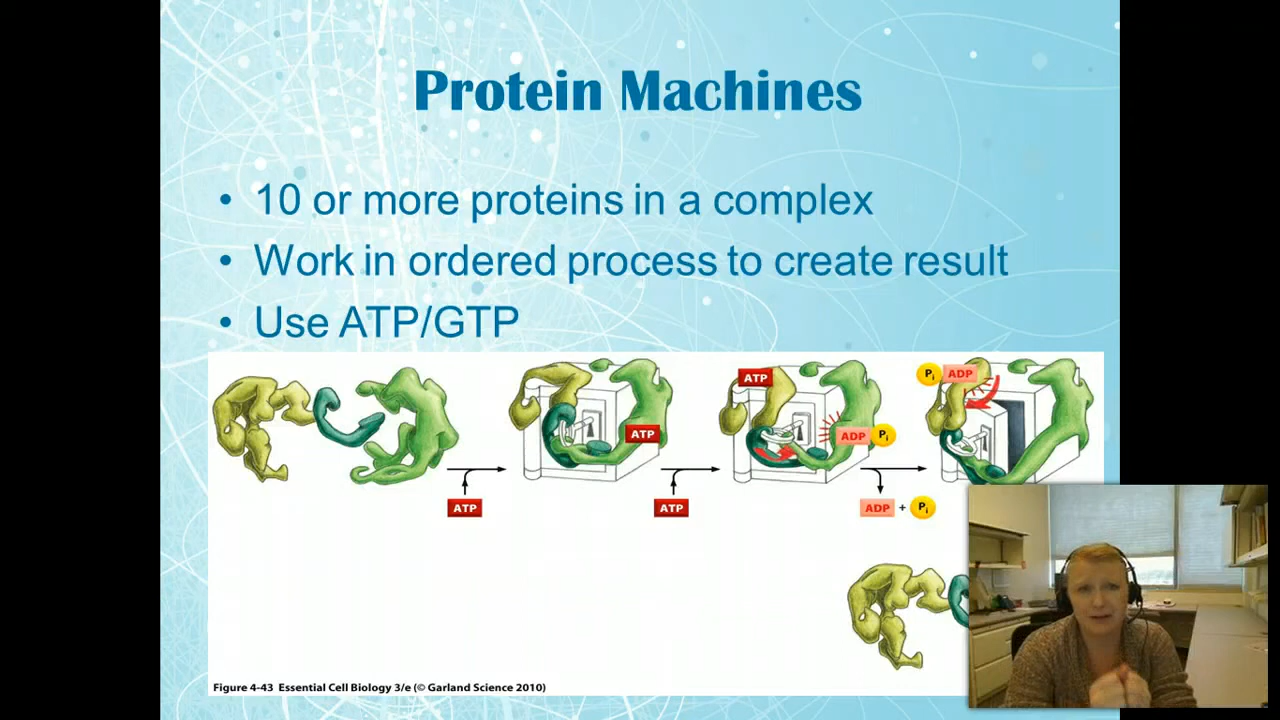 Protein Machines
• 10 or more proteins in a complex
• Work in ordered process to create result
• Use ATP/GTP
ATP
ATP
ADP Pi
Pi ADP
ATP
ATP
ATP
ADP + Pi
Figure 4-43 Essential Cell Biology 3/e (© Garland Science 2010)